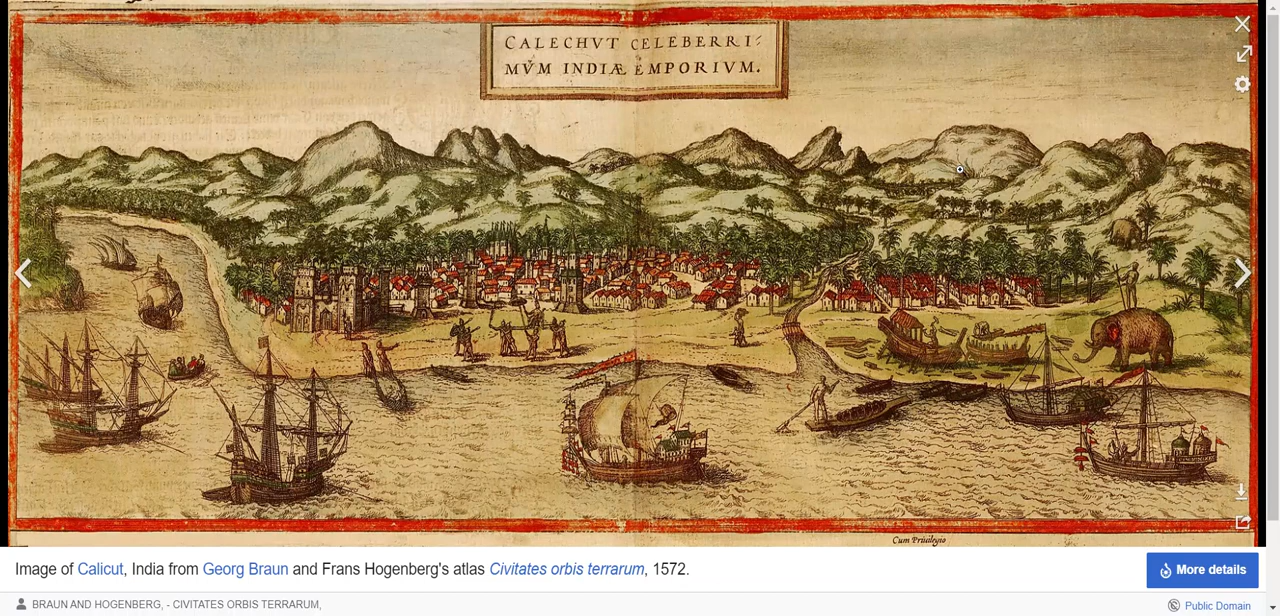 CALECHVT CELEBERRI⸗
MVM INDIÆ EMPORIVM.
Cum Priuilegio
Image of Calicut, India from Georg Braun and Frans Hogenberg's atlas Civitates orbis terrarum, 1572.
More details
BRAUN AND HOGENBERG, - CIVITATES ORBIS TERRARUM,
Public Domain